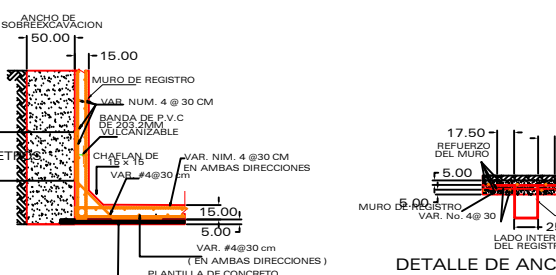 ANCHO DE
SOBREEXCAVACION
50.00
15.00
MURO DE REGISTRO
VAR. NUM. 4 @ 30 CM
BANDA DE P.V.C
DE 203.2MM
VULCANIZABLE
CHAFLAN DE
15 x 15
VAR. #4@30 cm
VAR. NIM. 4 @30 CM
EN AMBAS DIRECCIONES
15.00
5.00
VAR. #4@30 cm
( EN AMBAS DIRECCIONES )
PLANTILLA DE CONCRETO
17.50
REFUERZO
DEL MURO
5.00
5.00
MURO DE REGISTRO
VAR. No. 4@ 30
LADO INTER
DEL REGISTR
DETALLE DE ANC